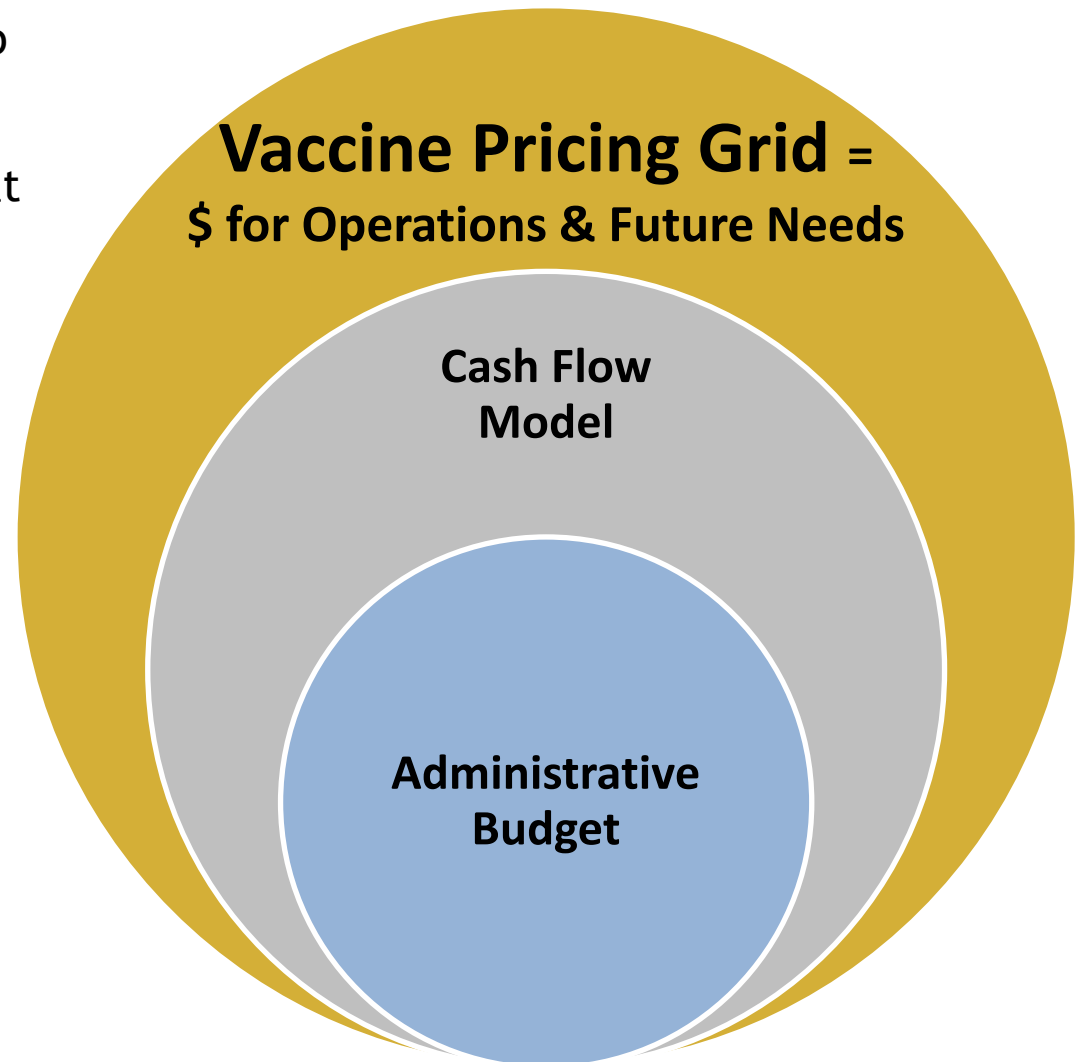 Vaccine Pricing Grid =
$ for Operations & Future Needs
Cash Flow
Model
Administrative
Budget